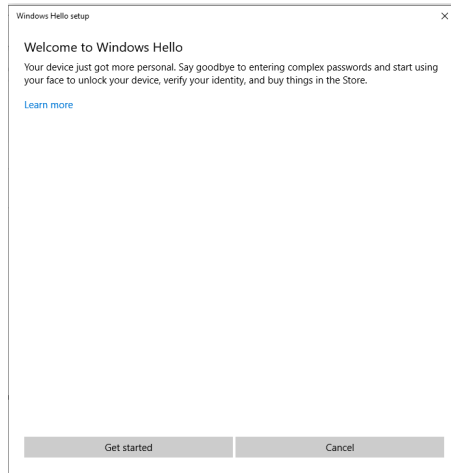 Windows Hello setup
Welcome to Windows Hello
Your device just got more personal. Say goodbye to entering complex passwords and start using
your face to unlock your device, verify your identity, and buy things in the Store.
Learn more
Get started
Cancel